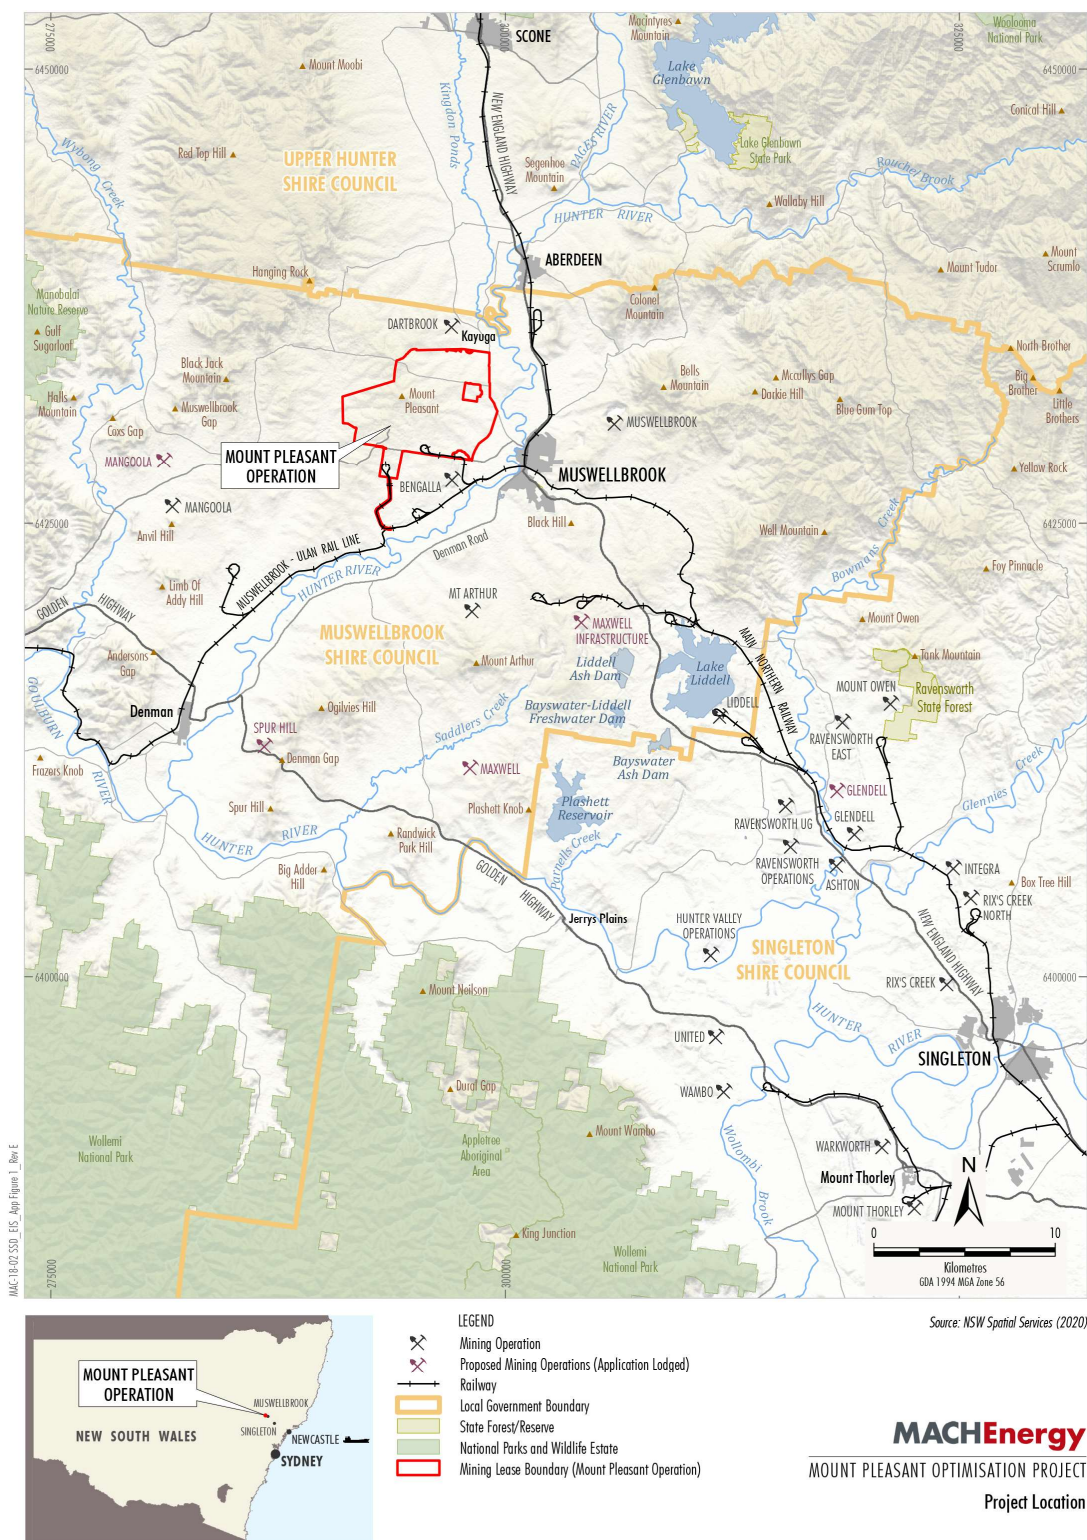 275000
300000
325000
SCONE
Macintyres
Mountain
Woolooma
National Park
6450000
Mount Moobi
Lake
Glenbawn
6450000
Kingdon Ponds
NEW ENGLAND HIGHWAY
PAGES RIVER
Conical Hill
Wybong Creek
Red Top Hill
UPPER HUNTER
SHIRE COUNCIL
Lake Glenbawn
State Park
Segenhoe
Mountain
Rouchel Brook
Wallaby Hill
HUNTER RIVER
Hanging Rock
ABERDEEN
Mount
Scrumlo
Mount Tudor
Manobalai
Nature Reserve
Colonel
Mountain
Gulf
Sugarloaf
DARTBROOK
Kayuga
North Brother
Black Jack
Mountain
Bells
Mountain
Mccullys Gap
Big
Brother
Darkie Hill
Little
Brothers
Halls
Mountain
Mount
Pleasant
Muswellbrook
Gap
Blue Gum Top
Coxs Gap
MUSWELLBROOK
MANGOOLA
MOUNT PLEASANT
OPERATION
Yellow Rock
BENGALLA
MUSWELLBROOK
MANGOOLA
6425000
Anvil Hill
Black Hill
Well Mountain
6425000
MUSWELLBROOK - ULAN RAIL LINE
Denman Road
Bowmans Creek
Foy Pinnacle
Limb Of
Addy Hill
HUNTER RIVER
GOLDEN HIGHWAY
MT ARTHUR
MAXWELL
INFRASTRUCTURE
Mount Owen
MUSWELLBROOK
SHIRE COUNCIL
MAIN NORTHERN RAILWAY
Andersons
Gap
Mount Arthur
Liddell
Ash Dam
Lake
Liddell
Tank Mountain
GOULBURN RIVER
MOUNT OWEN
Ravensworth
State Forest
Denman
Ogilvies Hill
Saddlers Creek
Bayswater-Liddell
Freshwater Dam
LIDDELL
SPUR HILL
RAVENSWORTH
EAST
Denman Gap
Frazers Knob
MAXWELL
Bayswater
Ash Dam
GLENDELL
Glennies Creek
Spur Hill
Plashett Knob
Plashett
Reservoir
RAVENSWORTH UG
GLENDELL
HUNTER RIVER
Randwick
Park Hill
Parnells Creek
Big Adder
Hill
GOLDEN HIGHWAY
RAVENSWORTH
OPERATIONS
ASHTON
INTEGRA
Box Tree Hill
RIX'S CREEK
NORTH
Jerrys Plains
HUNTER VALLEY
OPERATIONS
NEW ENGLAND HIGHWAY
SINGLETON
SHIRE COUNCIL
6400000
Mount Neilson
RIX'S CREEK
6400000
HUNTER RIVER
UNITED
SINGLETON
Dural Gap
WAMBO
Wollemi
National Park
Appletree
Aboriginal
Area
Mount Wambo
Wollombi Brook
WARKWORTH
N
Mount Thorley
MOUNT THORLEY
King Junction
Wollemi
National Park
0 10
Kilometres
GDA 1994 MGA Zone 56
275000
300000
MAC-18-02 SSD_EIS_App Figure 1_Rev E
MOUNT PLEASANT
OPERATION
MUSWELLBROOK
SINGLETON
NEW SOUTH WALES
NEWCASTLE
SYDNEY
LEGEND
Mining Operation
Proposed Mining Operations (Application Lodged)
Railway
Local Government Boundary
State Forest/Reserve
National Parks and Wildlife Estate
Mining Lease Boundary (Mount Pleasant Operation)
Source: NSW Spatial Services (2020)
MACHEnergy
MOUNT PLEASANT OPTIMISATION PROJECT
Project Location